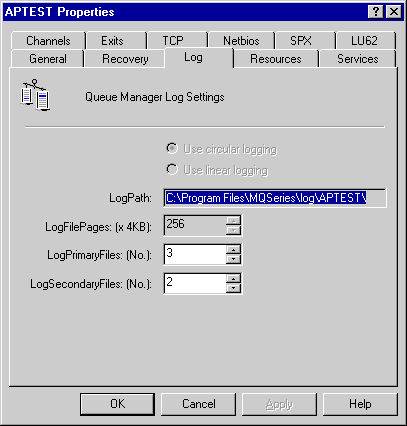 APTEST Properties
Channels Exits TCP Netbios SPX LU62
General Recovery Log Resources Services
Queue Manager Log Settings
Use circular logging
Use linear logging
LogPath: C:\Program Files\MQSeries\log\APTEST\
LogFilePages: (x 4KB): 256
LogPrimaryFiles: (No.): 3
LogSecondaryFiles: (No.): 2
OK Cancel Apply Help